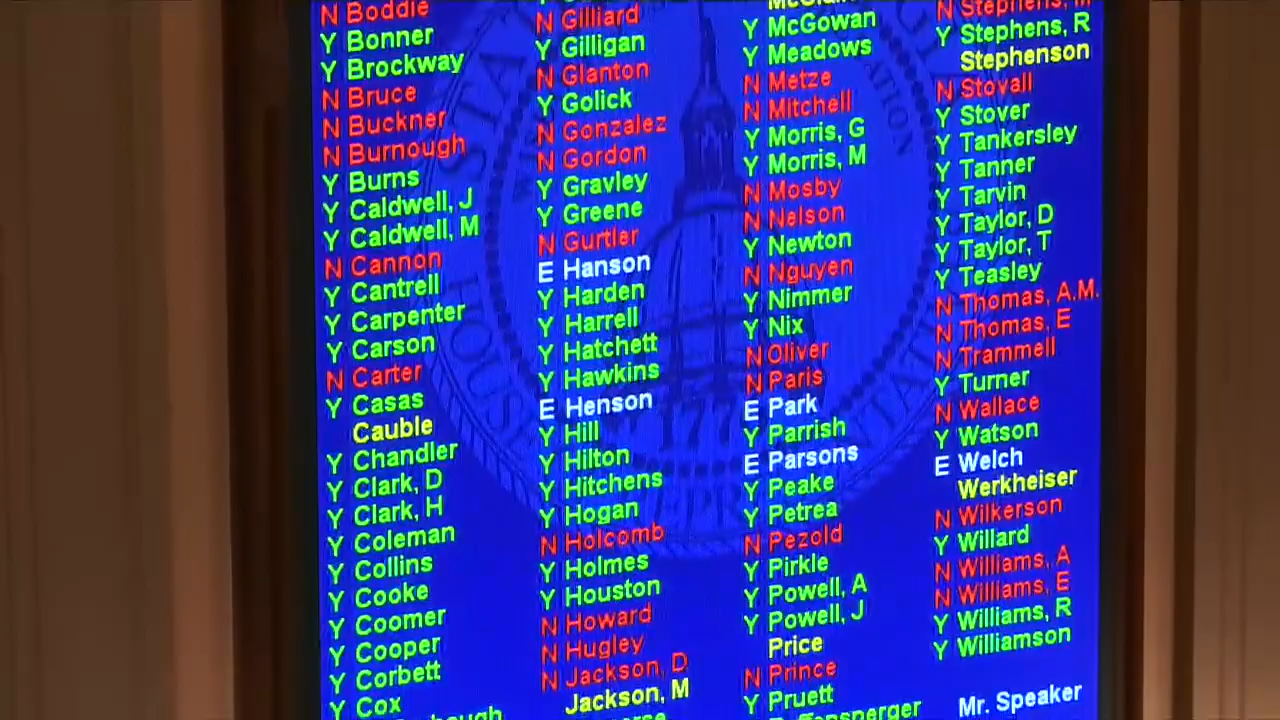 N Boddie
Y Bonner
Y Brockway
N Bruce
N Buckner
N Burnough
Y Burns
Y Caldwell, J
Y Caldwell, M
N Cannon
Y Cantrell
Y Carpenter
Y Carson
N Carter
Y Casas
Cauble
Y Chandler
Y Clark, D
Y Clark, H
Y Coleman
Y Collins
Y Cooke
Y Coomer
Y Cooper
Y Corbett
Y Cox
N Gilliard
Y Gilligan
N Glanton
Y Golick
N Gonzalez
N Gordon
Y Gravley
Y Greene
N Gurtler
E Hanson
Y Harden
Y Harrell
Y Hatchett
Y Hawkins
E Henson
Y Hill
Y Hilton
Y Hitchens
Y Hogan
N Holcomb
Y Holmes
Y Houston
N Howard
N Hugley
N Jackson, D
Jackson, M
Y McGowan
Y Meadows
N Metze
N Mitchell
Y Morris, G
Y Morris, M
N Mosby
N Nelson
Y Newton
N Nguyen
Y Nimmer
Y Nix
N Oliver
N Paris
E Park
Y Parrish
E Parsons
Y Peake
Y Petrea
N Pezold
Y Pirkle
Y Powell, A
Y Powell, J
Price
N Prince
Y Pruett
N Stephens, M
Y Stephens, R
Stephenson
N Stovall
Y Stover
Y Tankersley
Y Tanner
Y Tarvin
Y Taylor, D
Y Taylor, T
Y Teasley
N Thomas, A.M.
N Thomas, E
N Trammell
Y Turner
N Wallace
Y Watson
E Welch
Werkheiser
N Wilkerson
Y Willard
N Williams, A
N Williams, E
Y Williams, R
Y Williamson
Mr. Speaker